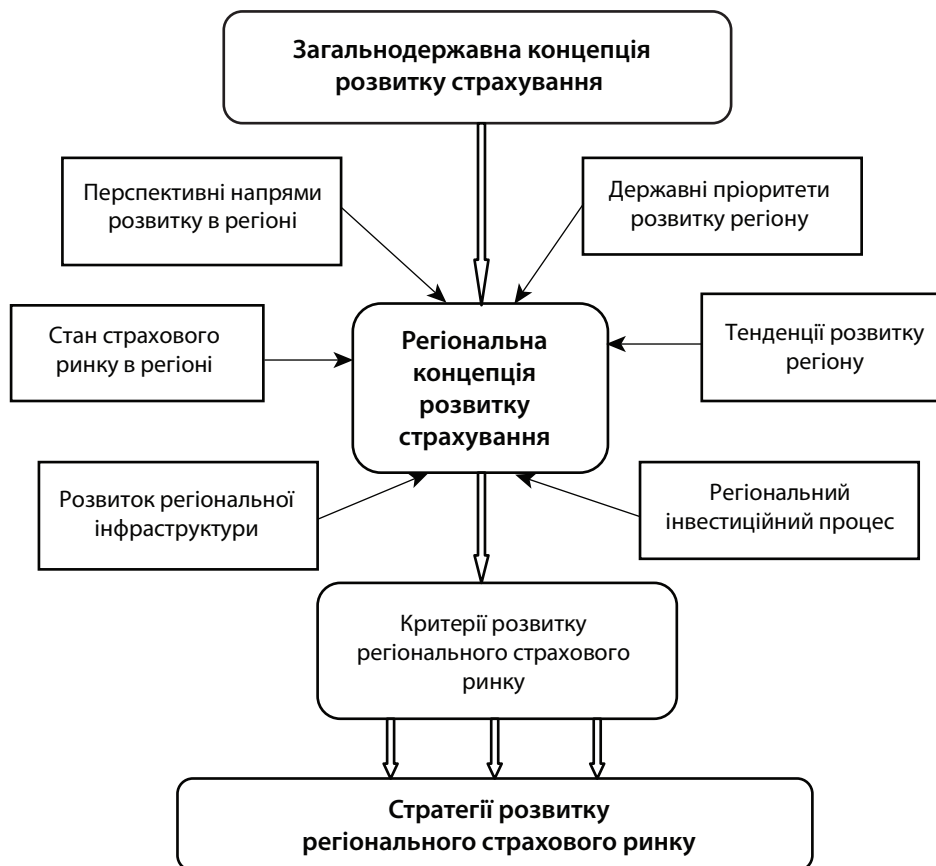 Загальнодержавна концепція
розвитку страхування
Перспективні напрями
розвитку в регіоні
Державні пріоритети
розвитку регіону
Стан страхового
ринку в регіоні
Регіональна
концепція
розвитку
страхування
Тенденції розвитку
регіону
Розвиток регіональної
інфраструктури
Регіональний
інвестиційний процес
Критерії розвитку
регіонального страхового
ринку
Стратегії розвитку
регіонального страхового ринку